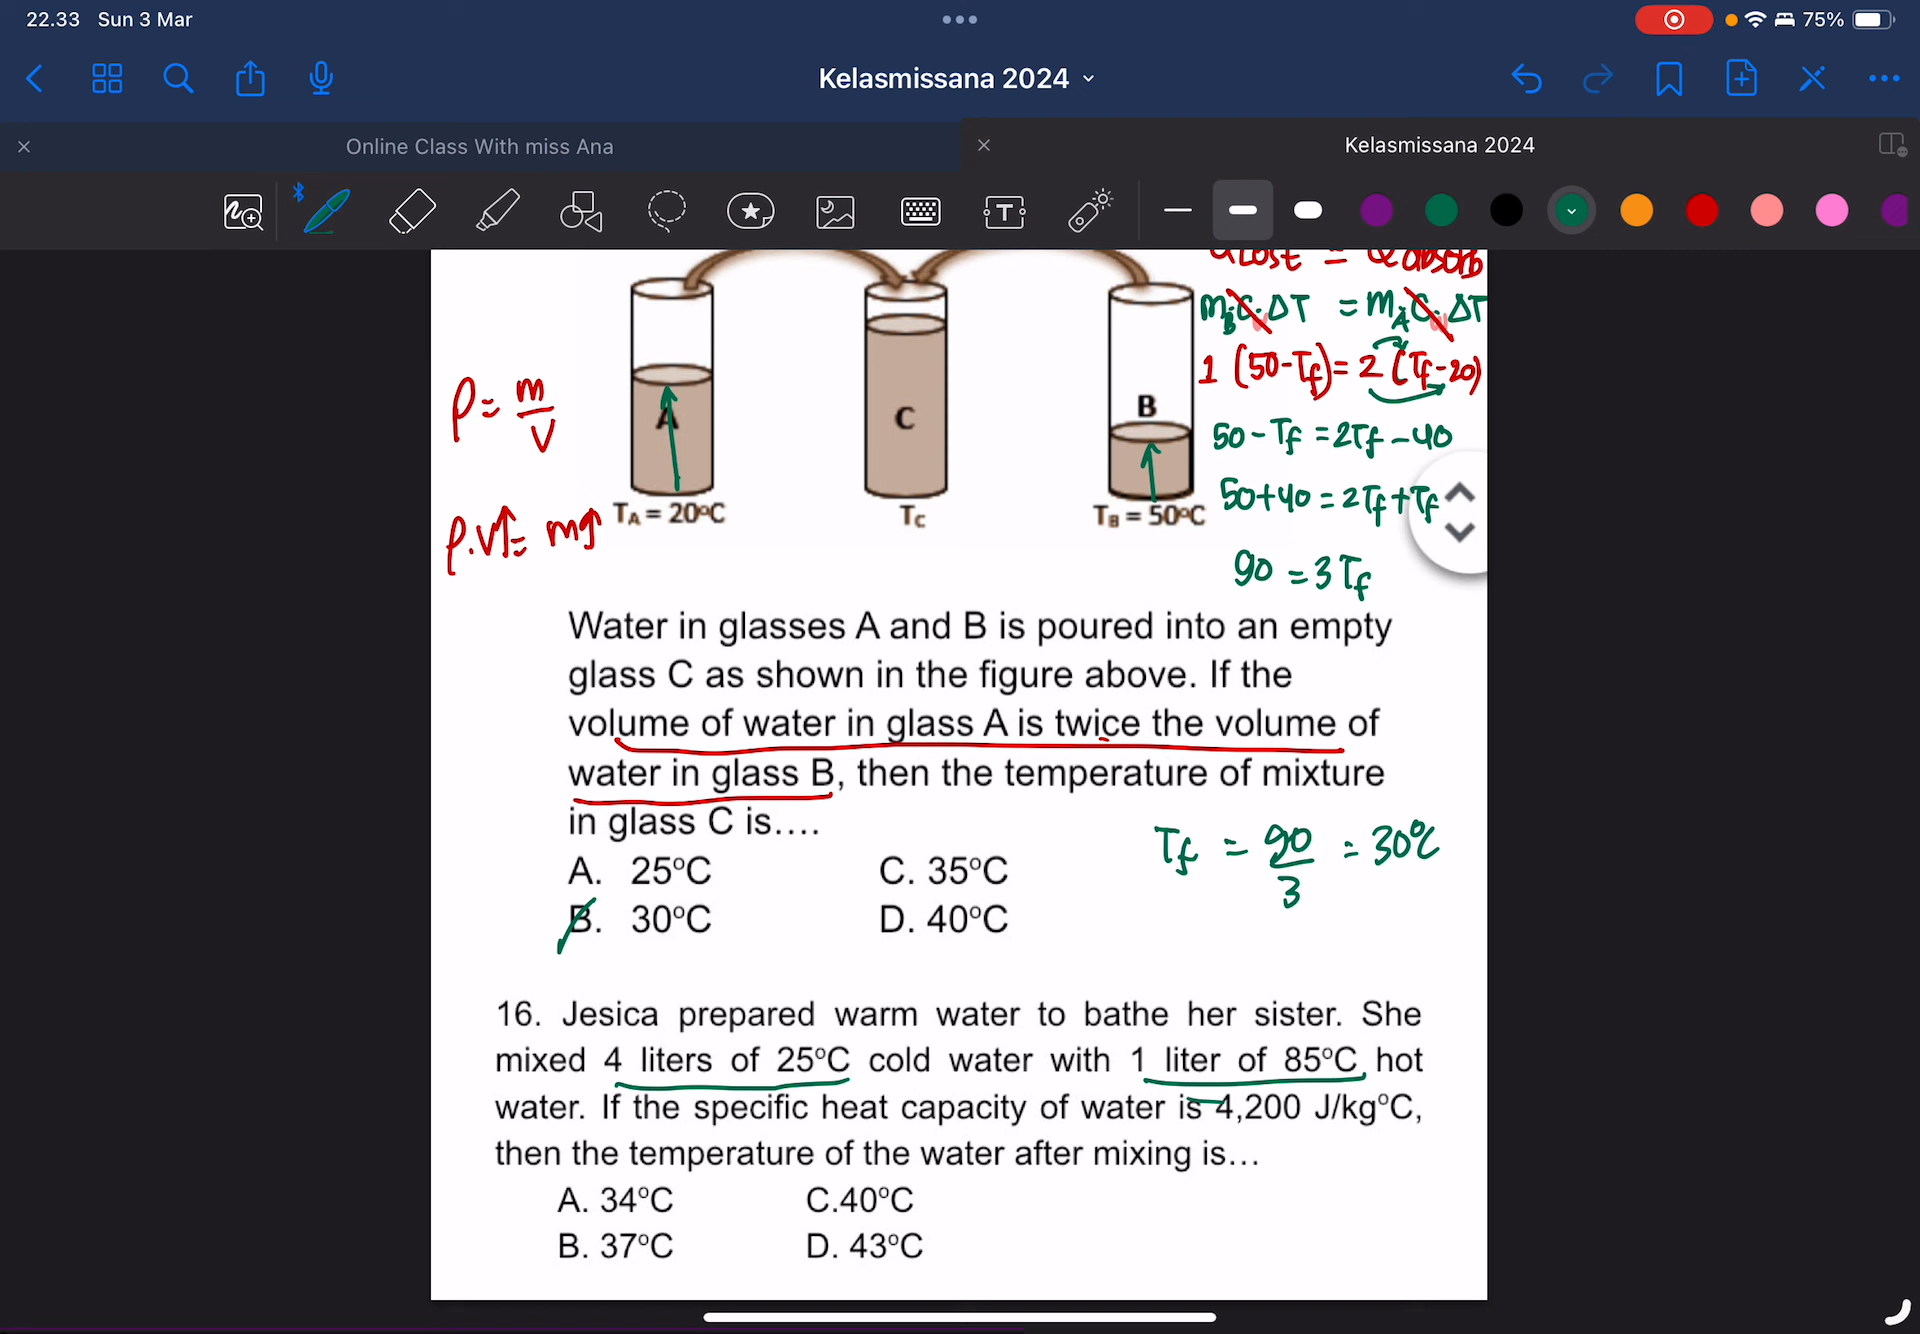 22.33 Sun 3 Mar
75%
Kelasmissana 2024
Online Class With miss Ana
Kelasmissana 2024
T
Qlost = Qabsorb
mB.C.ΔT = mA.C.ΔT
1 (50-Tf) = 2 (Tf-20)
50-Tf = 2Tf-40
50+40 = 2Tf+Tf
90 = 3Tf
ρ = m/V
ρ.V↑ = m↑
A
C
B
TA = 20°C
TC
TB = 50°C
Water in glasses A and B is poured into an empty
glass C as shown in the figure above. If the
volume of water in glass A is twice the volume of
water in glass B, then the temperature of mixture
in glass C is....
Tf = 90/3 = 30°C
A. 25°C C. 35°C
B. 30°C D. 40°C
16. Jesica prepared warm water to bathe her sister. She
mixed 4 liters of 25°C cold water with 1 liter of 85°C hot
water. If the specific heat capacity of water is 4,200 J/kg°C,
then the temperature of the water after mixing is...
A. 34°C C.40°C
B. 37°C D. 43°C